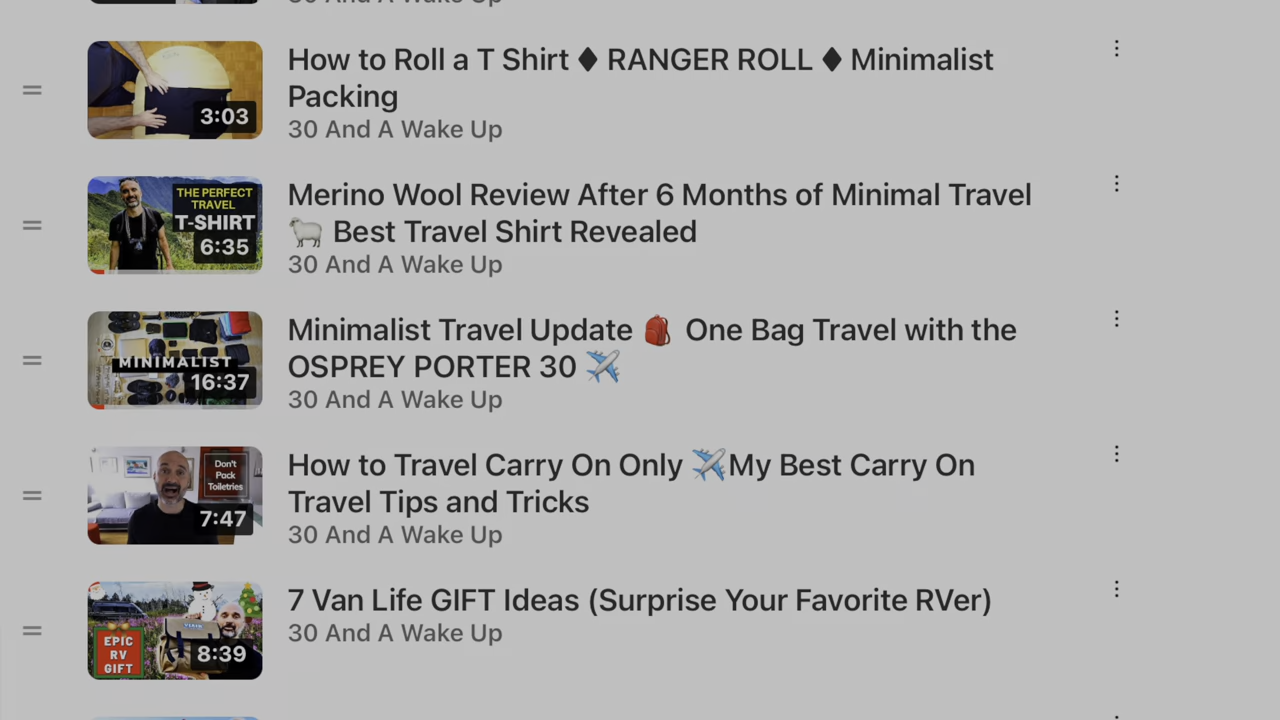 30 And A Wake Up
How to Roll a T Shirt ♦ RANGER ROLL ♦ Minimalist
Packing
30 And A Wake Up
3:03
Merino Wool Review After 6 Months of Minimal Travel
🐑 Best Travel Shirt Revealed
30 And A Wake Up
THE PERFECT
TRAVEL
T-SHIRT
6:35
Minimalist Travel Update 🎒 One Bag Travel with the
OSPREY PORTER 30 ✈️
30 And A Wake Up
MINIMALIST
16:37
How to Travel Carry On Only ✈️My Best Carry On
Travel Tips and Tricks
30 And A Wake Up
Don't
Pack
Toiletries
7:47
7 Van Life GIFT Ideas (Surprise Your Favorite RVer)
30 And A Wake Up
EPIC
RV
GIFT
8:39